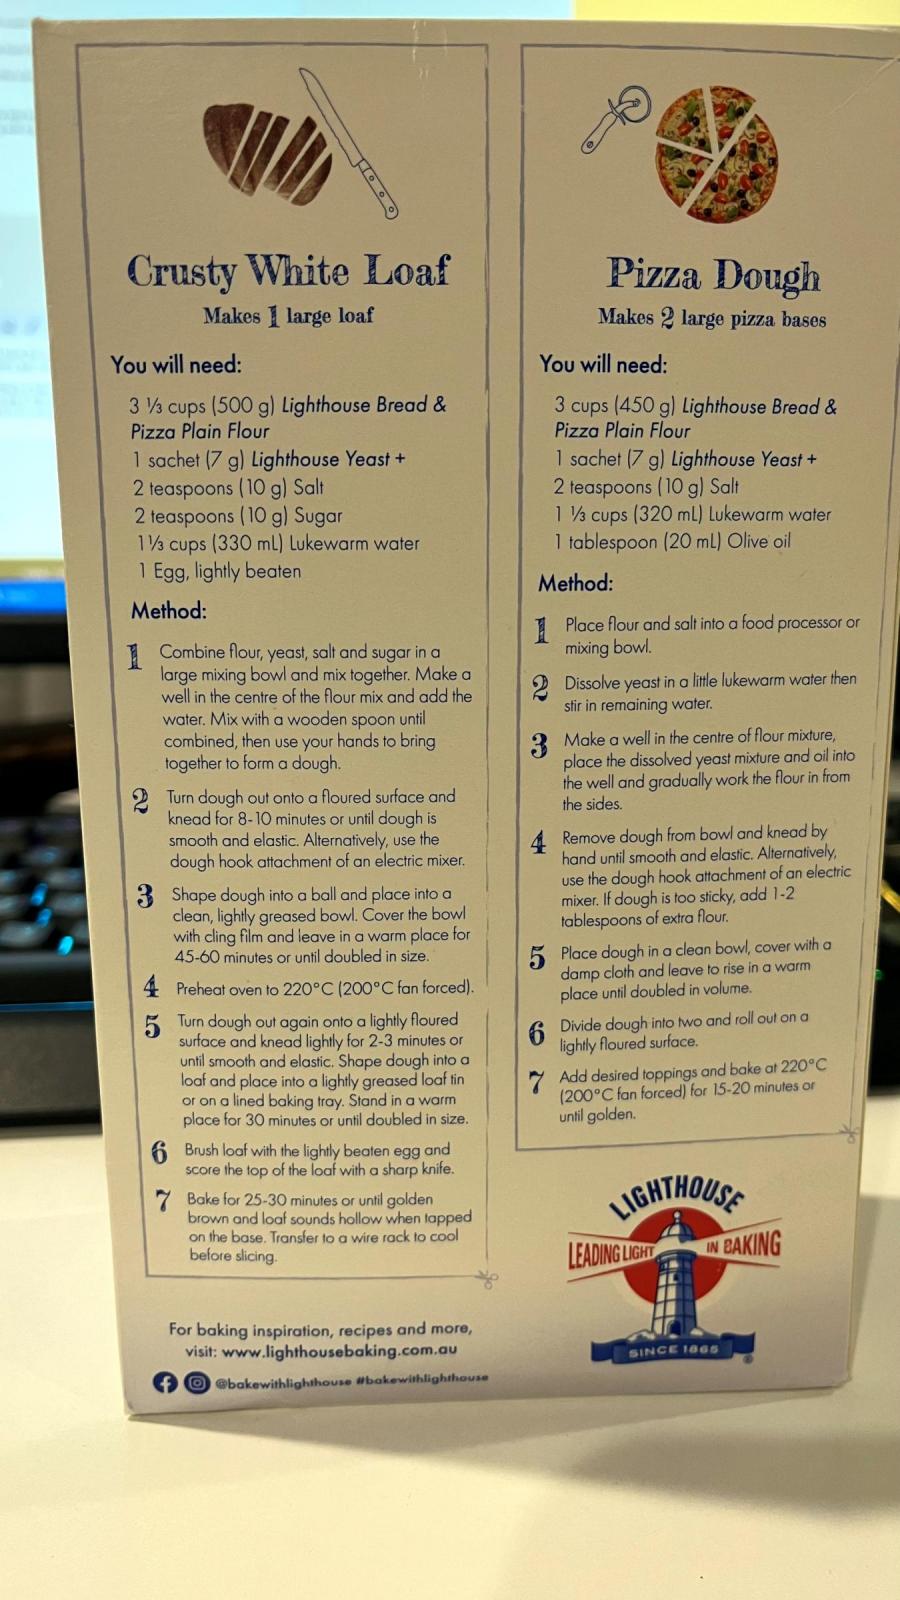 Crusty White Loaf
Makes 1 large loaf
You will need:
3 ⅓ cups (500 g) Lighthouse Bread &
Pizza Plain Flour
1 sachet (7 g) Lighthouse Yeast +
2 teaspoons (10 g) Salt
2 teaspoons (10 g) Sugar
1⅓ cups (330 mL) Lukewarm water
1 Egg, lightly beaten
Method:
1 Combine flour, yeast, salt and sugar in a
large mixing bowl and mix together. Make a
well in the centre of the flour mix and add the
water. Mix with a wooden spoon until
combined, then use your hands to bring
together to form a dough.
2 Turn dough out onto a floured surface and
knead for 8-10 minutes or until dough is
smooth and elastic. Alternatively, use the
dough hook attachment of an electric mixer.
3 Shape dough into a ball and place into a
clean, lightly greased bowl. Cover the bowl
with cling film and leave in a warm place for
45-60 minutes or until doubled in size.
4 Preheat oven to 220°C (200°C fan forced).
5 Turn dough out again onto a lightly floured
surface and knead lightly for 2-3 minutes or
until smooth and elastic. Shape dough into a
loaf and place into a lightly greased loaf tin
or on a lined baking tray. Stand in a warm
place for 30 minutes or until doubled in size.
6 Brush loaf with the lightly beaten egg and
score the top of the loaf with a sharp knife.
7 Bake for 25-30 minutes or until golden
brown and loaf sounds hollow when tapped
on the base. Transfer to a wire rack to cool
before slicing.
For baking inspiration, recipes and more,
visit: www.lighthousebaking.com.au
@bakewithlighthouse #bakewithlighthouse
Pizza Dough
Makes 2 large pizza bases
You will need:
3 cups (450 g) Lighthouse Bread &
Pizza Plain Flour
1 sachet (7 g) Lighthouse Yeast +
2 teaspoons (10 g) Salt
1 ⅓ cups (320 mL) Lukewarm water
1 tablespoon (20 mL) Olive oil
Method:
1 Place flour and salt into a food processor or
mixing bowl.
2 Dissolve yeast in a little lukewarm water then
stir in remaining water.
3 Make a well in the centre of flour mixture,
place the dissolved yeast mixture and oil into
the well and gradually work the flour in from
the sides.
4 Remove dough from bowl and knead by
hand until smooth and elastic. Alternatively,
use the dough hook attachment of an electric
mixer. If dough is too sticky, add 1-2
tablespoons of extra flour.
5 Place dough in a clean bowl, cover with a
damp cloth and leave to rise in a warm
place until doubled in volume.
6 Divide dough into two and roll out on a
lightly floured surface.
7 Add desired toppings and bake at 220°C
(200°C fan forced) for 15-20 minutes or
until golden.
LIGHTHOUSE
LEADING LIGHT IN BAKING
SINCE 1865
®